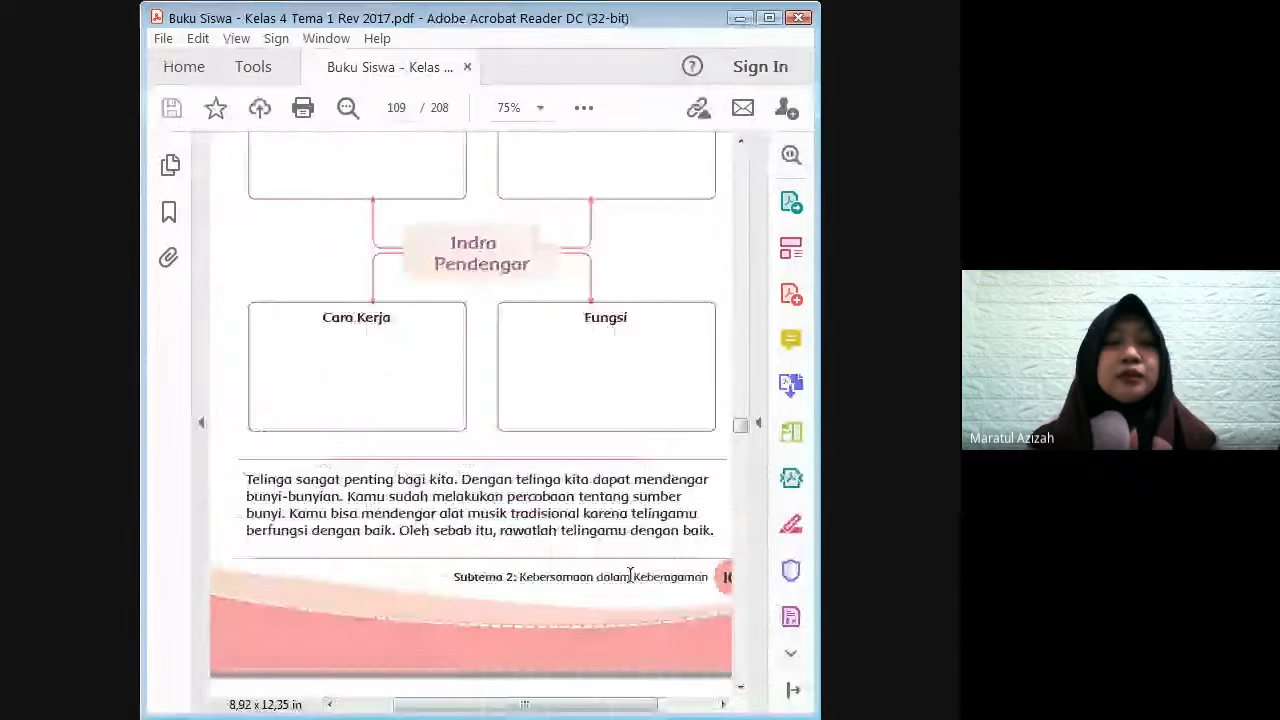 Buku Siswa - Kelas 4 Tema 1 Rev 2017.pdf - Adobe Acrobat Reader DC (32-bit)
File Edit View Sign Window Help
Home Tools Buku Siswa - Kelas ... × Sign In
109 / 208 75%
Indra
Pendengar
Cara Kerja Fungsi
Telinga sangat penting bagi kita. Dengan telinga kita dapat mendengar
bunyi-bunyian. Kamu sudah melakukan percobaan tentang sumber
bunyi. Kamu bisa mendengar alat musik tradisional karena telingamu
berfungsi dengan baik. Oleh sebab itu, rawatlah telingamu dengan baik.
Subtema 2: Kebersamaan dalam Keberagaman
8,92 x 12,35 in
Maratul Azizah